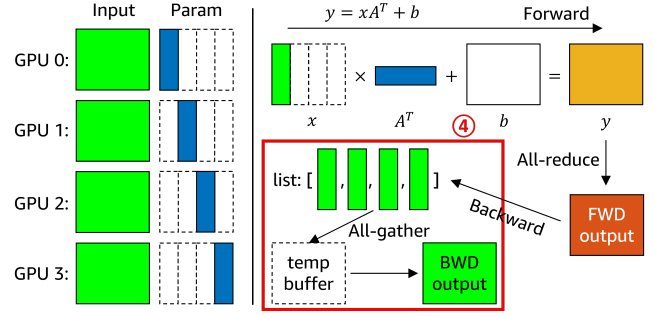 Input Param
GPU 0:
GPU 1:
GPU 2:
GPU 3:
y = xA^T + b
Forward
× + =
x A^T b y
④
All-reduce
list: [ , , , ]
Backward
FWD
output
All-gather
temp
buffer
BWD
output